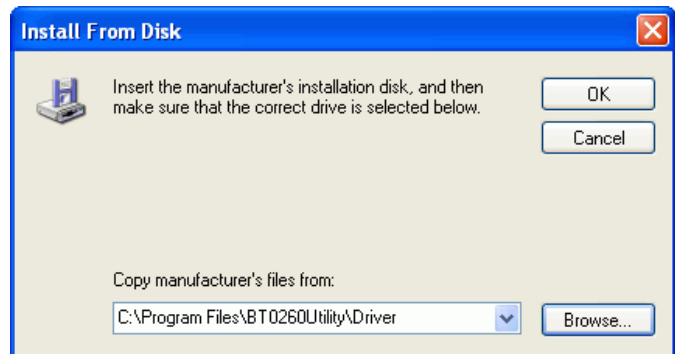 Install From Disk
Insert the manufacturer's installation disk, and then
make sure that the correct drive is selected below.
OK
Cancel
Copy manufacturer's files from:
C:\Program Files\BT0260Utility\Driver
Browse...